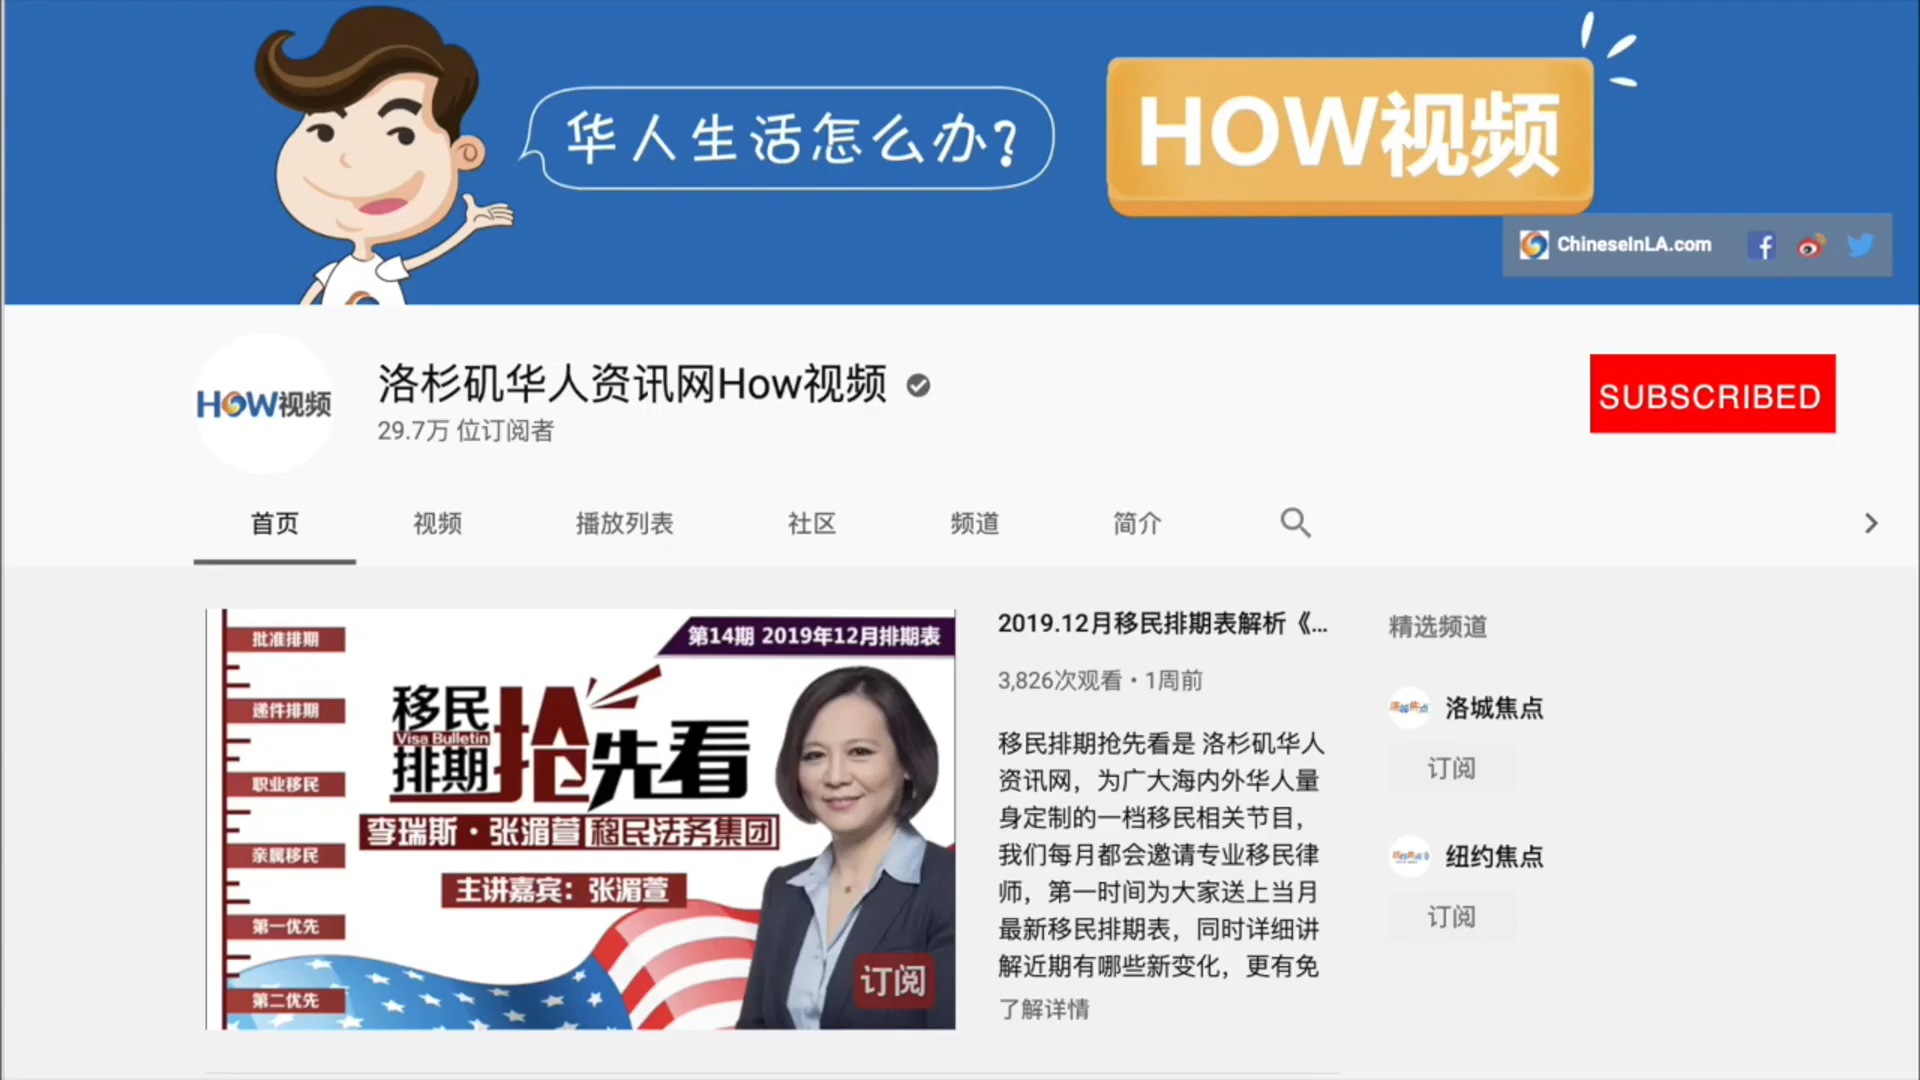 华人生活怎么办?
HOW视频
ChineseInLA.com
HOW视频
洛杉矶华人资讯网How视频
29.7万 位订阅者
SUBSCRIBED
首页
视频
播放列表
社区
频道
简介
批准排期
递件排期
职业移民
亲属移民
第一优先
第二优先
第14期 2019年12月排期表
移民
Visa Bulletin
排期
抢先看
李瑞斯·张湄萱 移民法务集团
主讲嘉宾：张湄萱
订阅
2019.12月移民排期表解析《...
3,826次观看・1周前
移民排期抢先看是 洛杉矶华人
资讯网，为广大海内外华人量
身定制的一档移民相关节目，
我们每月都会邀请专业移民律
师，第一时间为大家送上当月
最新移民排期表，同时详细讲
解近期有哪些新变化，更有免
了解详情
精选频道
洛城焦点
洛城焦点
订阅
纽约焦点
订阅